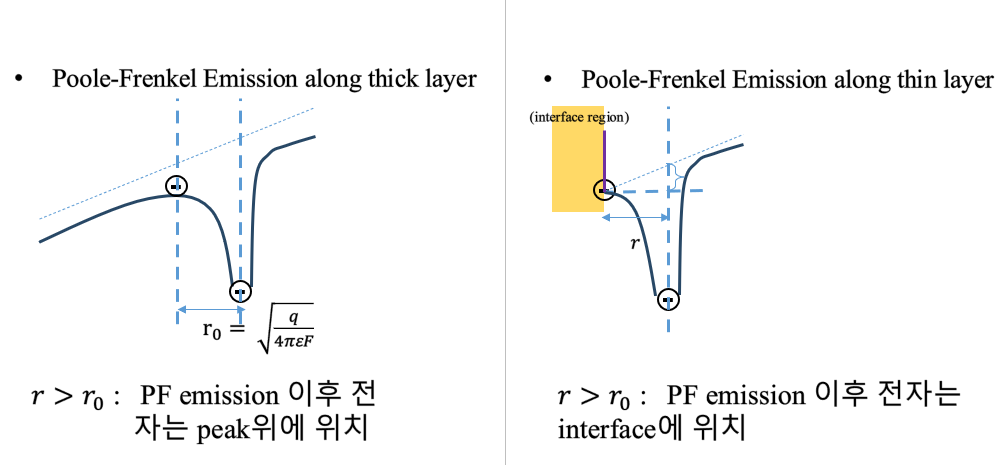 • Poole-Frenkel Emission along thick layer
r₀ = √(q/4πεF)
r > r₀ : PF emission 이후 전
자는 peak위에 위치
• Poole-Frenkel Emission along thin layer
(interface region)
r
r > r₀ : PF emission 이후 전자는
interface에 위치